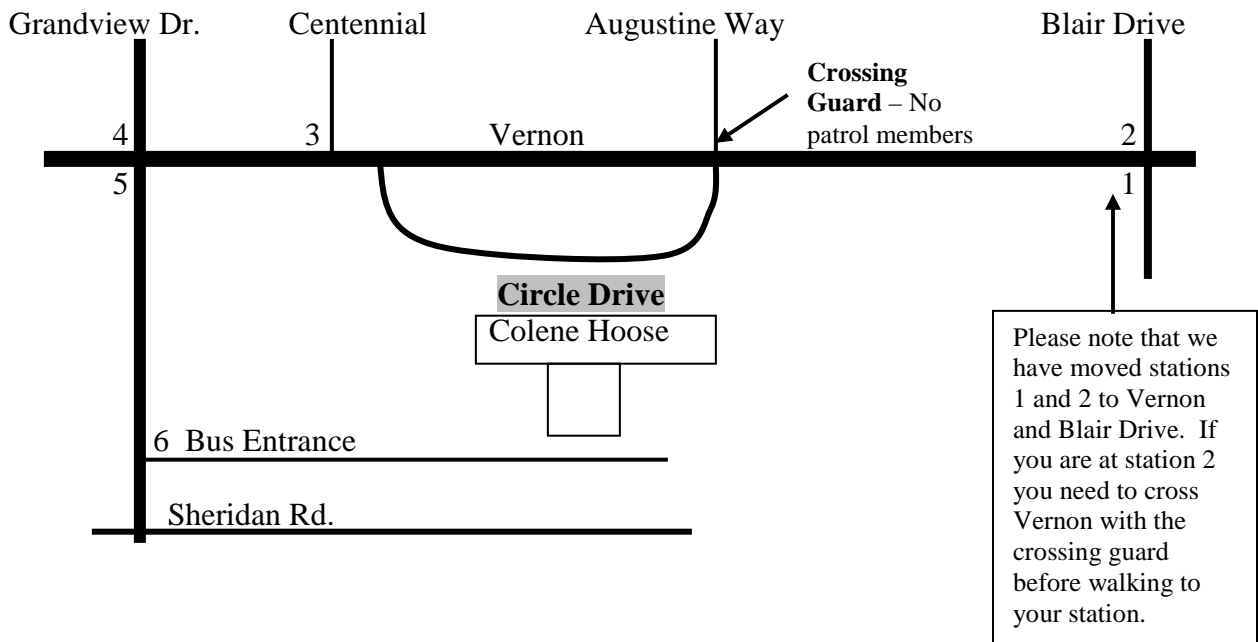 Grandview Dr.
Centennial
Augustine Way
Blair Drive
Crossing
Guard – No
patrol members
4
3
Vernon
2
5
1
Circle Drive
Colene Hoose
Please note that we
have moved stations
1 and 2 to Vernon
and Blair Drive. If
you are at station 2
you need to cross
Vernon with the
crossing guard
before walking to
your station.
6 Bus Entrance
Sheridan Rd.